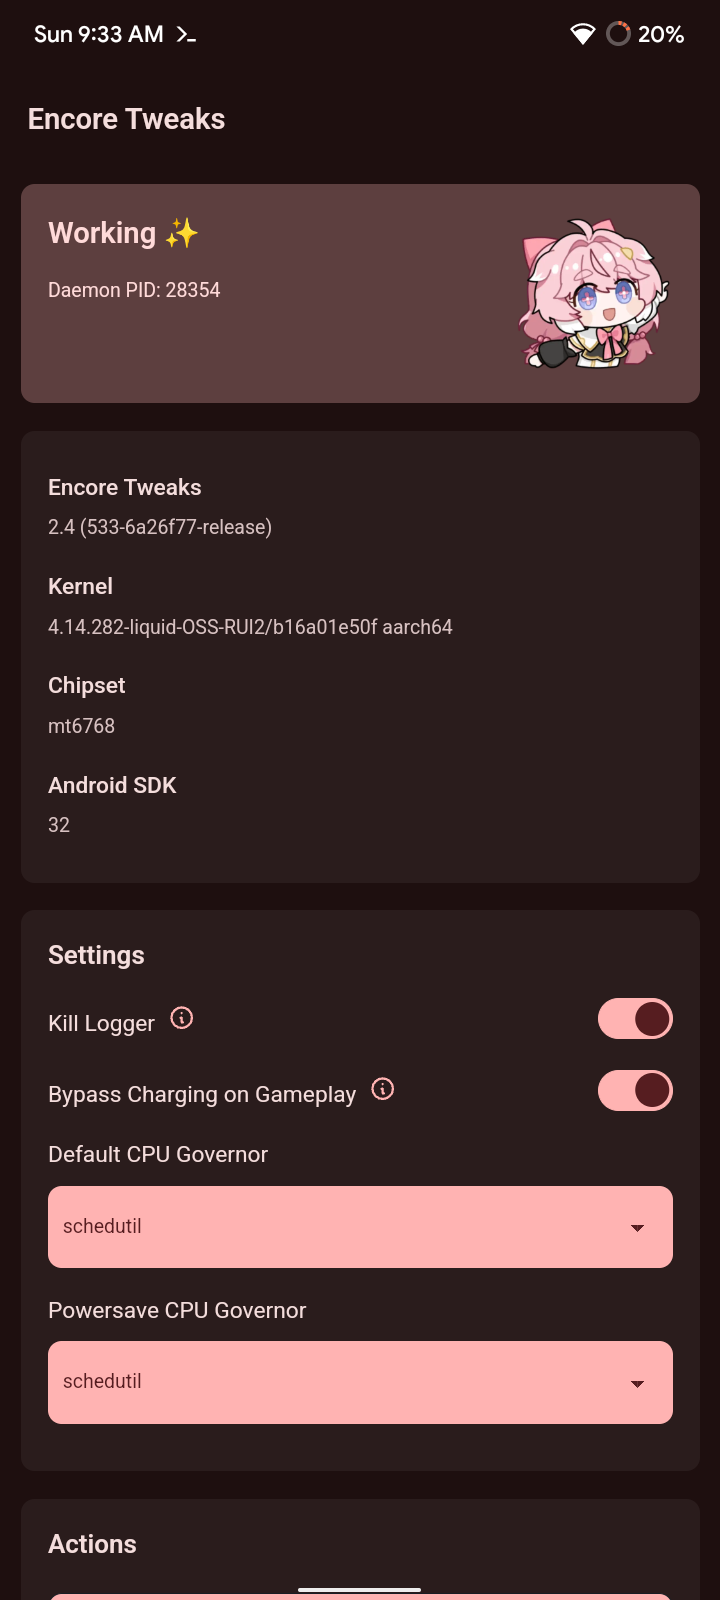 Sun 9:33 AM
20%
Encore Tweaks
Working ✨
Daemon PID: 28354
Encore Tweaks
2.4 (533-6a26f77-release)
Kernel
4.14.282-liquid-OSS-RUI2/b16a01e50f aarch64
Chipset
mt6768
Android SDK
32
Settings
Kill Logger
Bypass Charging on Gameplay
Default CPU Governor
schedutil
Powersave CPU Governor
schedutil
Actions